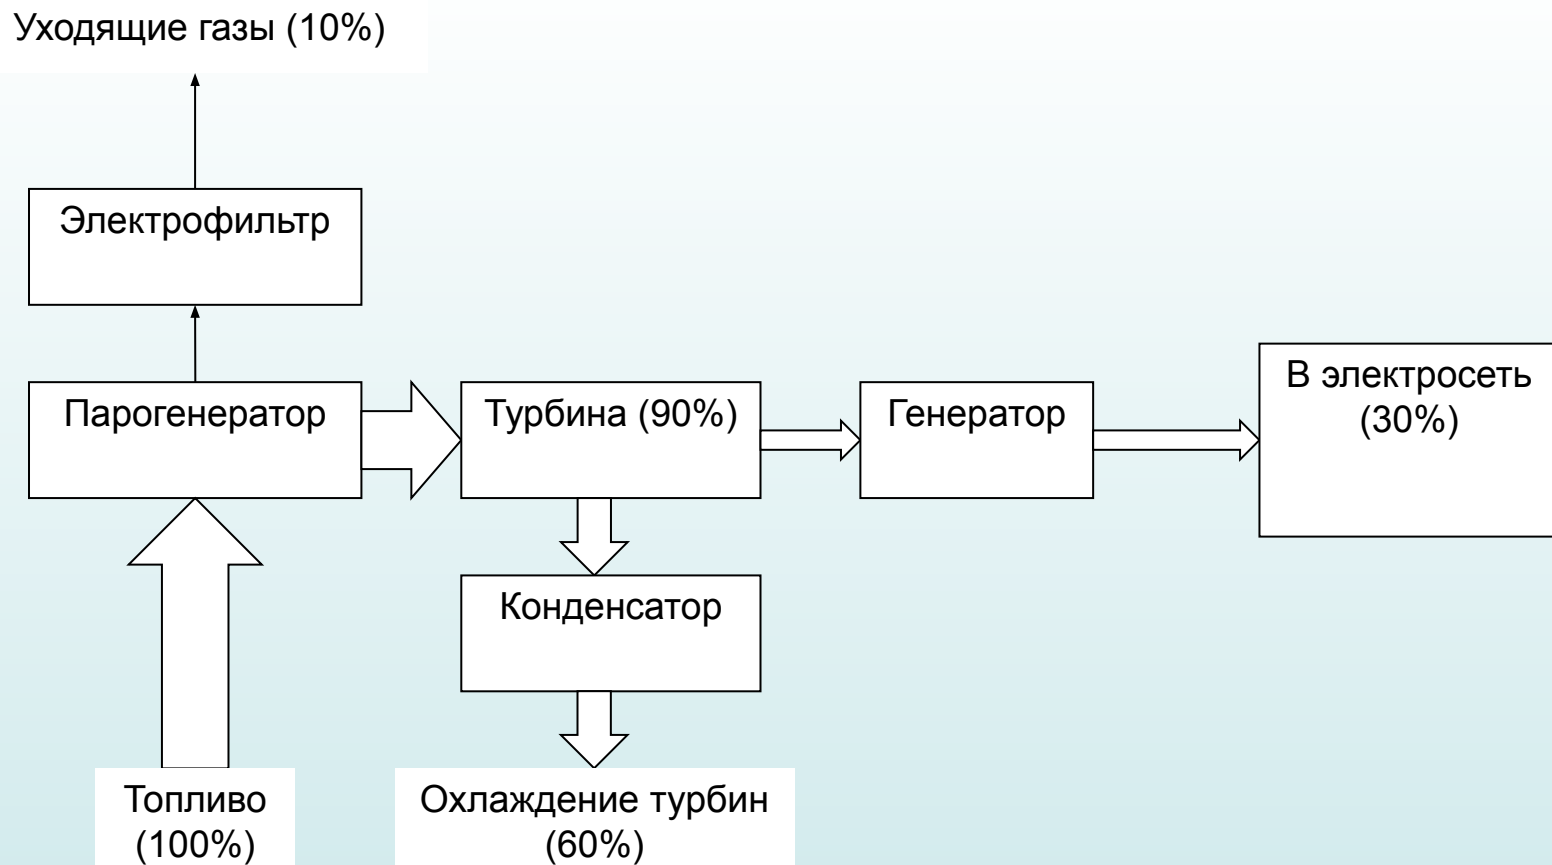 Уходящие газы (10%)
Электрофильтр
Парогенератор
Турбина (90%)
Генератор
В электросеть
(30%)
Конденсатор
Топливо
(100%)
Охлаждение турбин
(60%)